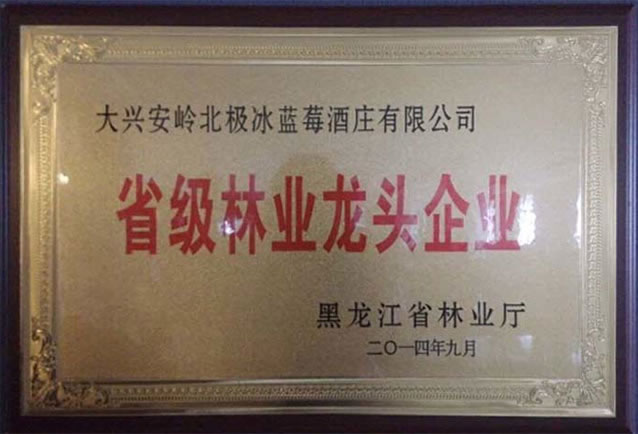 大兴安岭北极冰蓝莓酒庄有限公司
省级林业龙头企业
黑龙江省林业厅
二〇一四年九月